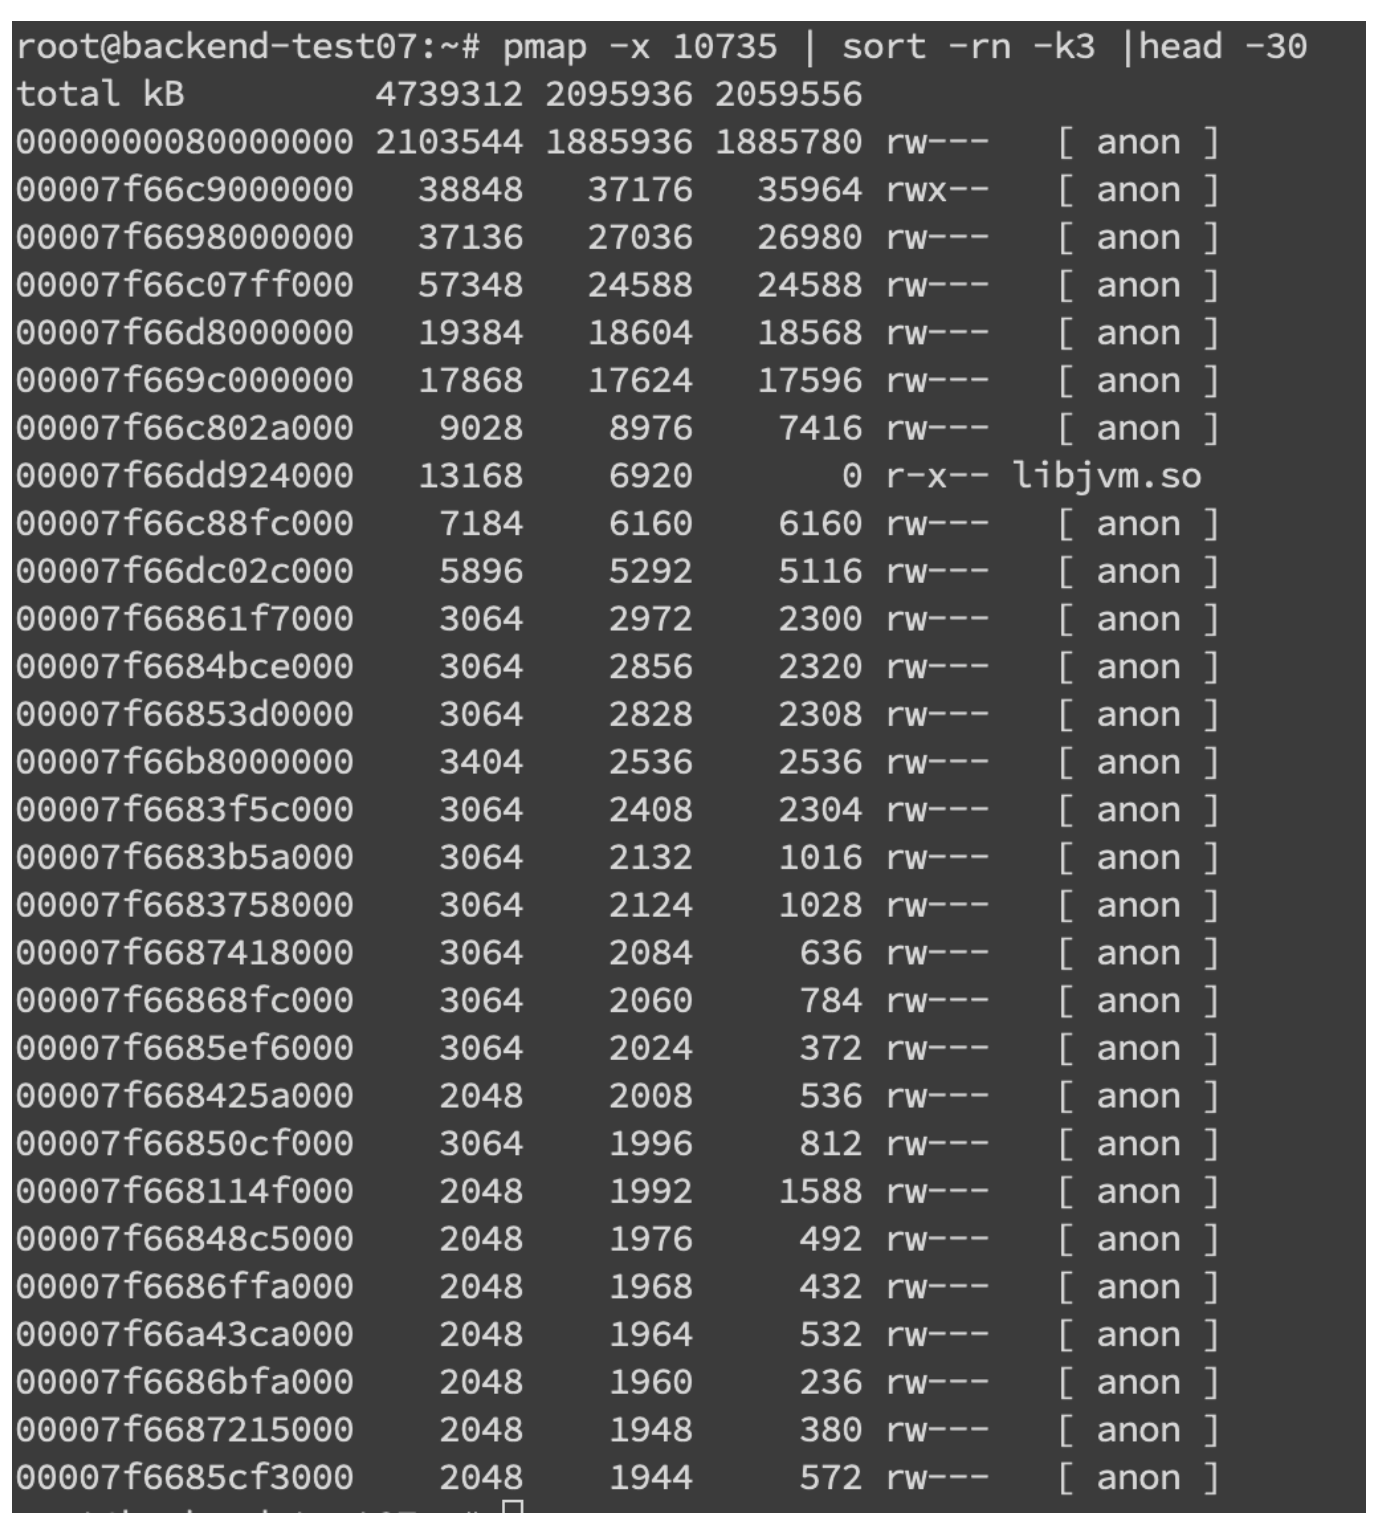 root@backend-test07:~# pmap -x 10735 | sort -rn -k3 |head -30
total kB         4739312 2095936 2059556
0000000080000000 2103544 1885936 1885780 rw---   [ anon ]
00007f66c9000000   38848   37176   35964 rwx--   [ anon ]
00007f6698000000   37136   27036   26980 rw---   [ anon ]
00007f66c07ff000   57348   24588   24588 rw---   [ anon ]
00007f66d8000000   19384   18604   18568 rw---   [ anon ]
00007f669c000000   17868   17624   17596 rw---   [ anon ]
00007f66c802a000    9028    8976    7416 rw---   [ anon ]
00007f66dd924000   13168    6920       0 r-x-- libjvm.so
00007f66c88fc000    7184    6160    6160 rw---   [ anon ]
00007f66dc02c000    5896    5292    5116 rw---   [ anon ]
00007f66861f7000    3064    2972    2300 rw---   [ anon ]
00007f6684bce000    3064    2856    2320 rw---   [ anon ]
00007f66853d0000    3064    2828    2308 rw---   [ anon ]
00007f66b8000000    3404    2536    2536 rw---   [ anon ]
00007f6683f5c000    3064    2408    2304 rw---   [ anon ]
00007f6683b5a000    3064    2132    1016 rw---   [ anon ]
00007f6683758000    3064    2124    1028 rw---   [ anon ]
00007f6687418000    3064    2084     636 rw---   [ anon ]
00007f66868fc000    3064    2060     784 rw---   [ anon ]
00007f6685ef6000    3064    2024     372 rw---   [ anon ]
00007f668425a000    2048    2008     536 rw---   [ anon ]
00007f66850cf000    3064    1996     812 rw---   [ anon ]
00007f668114f000    2048    1992    1588 rw---   [ anon ]
00007f66848c5000    2048    1976     492 rw---   [ anon ]
00007f6686ffa000    2048    1968     432 rw---   [ anon ]
00007f66a43ca000    2048    1964     532 rw---   [ anon ]
00007f6686bfa000    2048    1960     236 rw---   [ anon ]
00007f6687215000    2048    1948     380 rw---   [ anon ]
00007f6685cf3000    2048    1944     572 rw---   [ anon ]